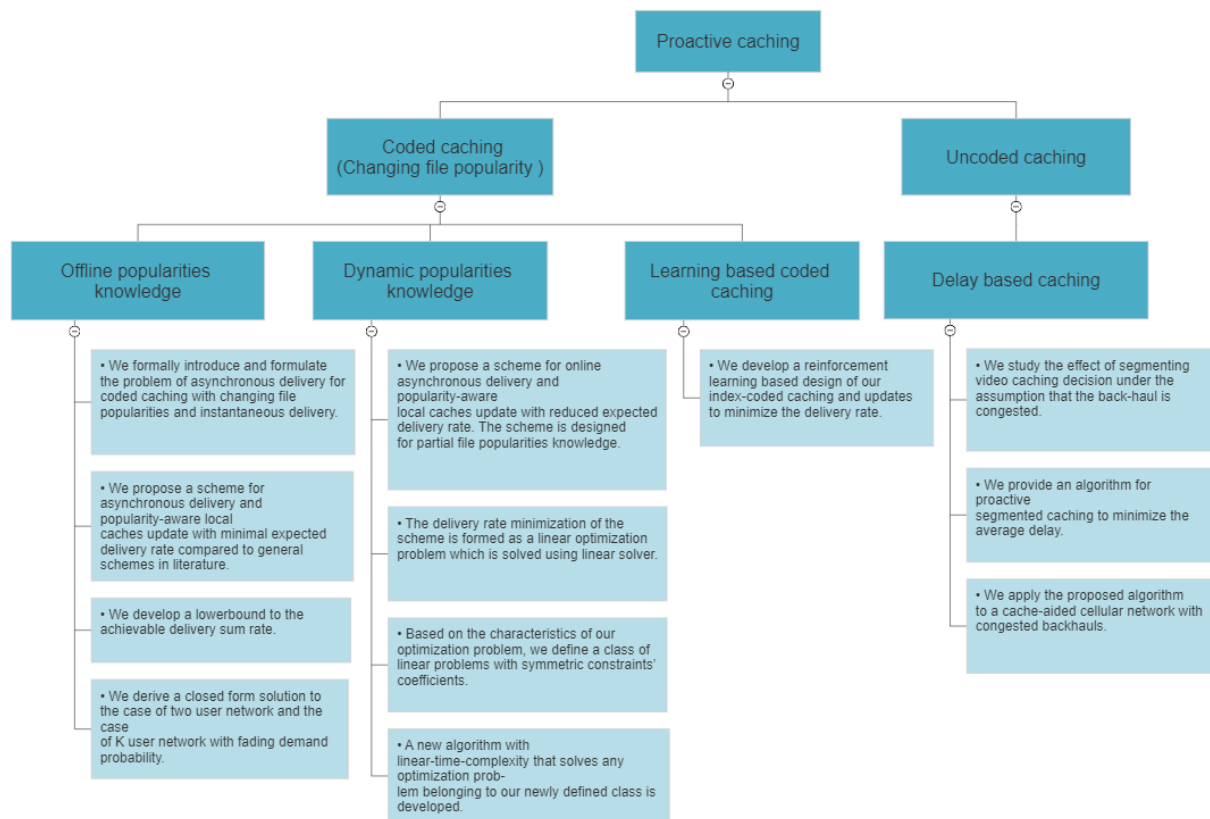 Proactive caching
Coded caching
(Changing file popularity )
Uncoded caching
Offline popularities
knowledge
Dynamic popularities
knowledge
Learning based coded
caching
Delay based caching
• We formally introduce and formulate
the problem of asynchronous delivery for
coded caching with changing file
popularities and instantaneous delivery.
• We propose a scheme for
asynchronous delivery and
popularity-aware local
caches update with minimal expected
delivery rate compared to general
schemes in literature.
• We develop a lowerbound to the
achievable delivery sum rate.
• We derive a closed form solution to
the case of two user network and the
case
of K user network with fading demand
probability.
• We propose a scheme for online
asynchronous delivery and
popularity-aware
local caches update with reduced expected
delivery rate. The scheme is designed
for partial file popularities knowledge.
• The delivery rate minimization of the
scheme is formed as a linear optimization
problem which is solved using linear solver.
• Based on the characteristics of our
optimization problem, we define a class of
linear problems with symmetric constraints’
coefficients.
• A new algorithm with
linear-time-complexity that solves any
optimization prob-
lem belonging to our newly defined class is
developed.
• We develop a reinforcement
learning based design of our
index-coded caching and updates
to minimize the delivery rate.
• We study the effect of segmenting
video caching decision under the
assumption that the back-haul is
congested.
• We provide an algorithm for
proactive
segmented caching to minimize the
average delay.
• We apply the proposed algorithm
to a cache-aided cellular network with
congested backhauls.